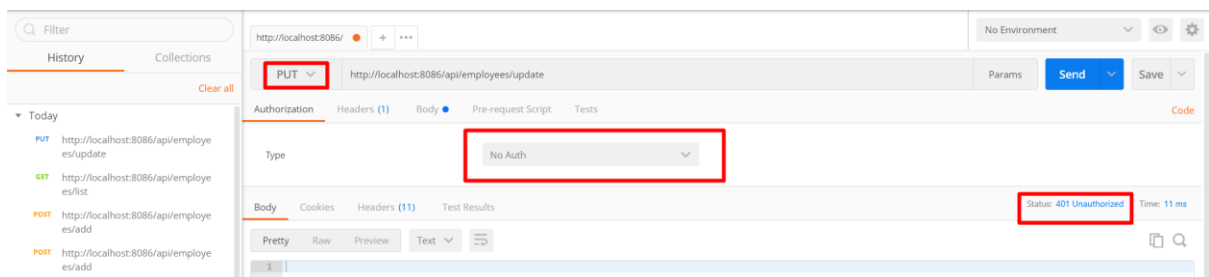 Filter
History Collections
Clear all
Today
PUT http://localhost:8086/api/employe
es/update
GET http://localhost:8086/api/employe
es/list
POST http://localhost:8086/api/employe
es/add
POST http://localhost:8086/api/employe
es/add
http://localhost:8086/ + •••
No Environment
PUT http://localhost:8086/api/employees/update Params Send Save
Authorization Headers (1) Body Pre-request Script Tests Code
Type No Auth
Body Cookies Headers (11) Test Results Status: 401 Unauthorized Time: 11 ms
Pretty Raw Preview Text
1